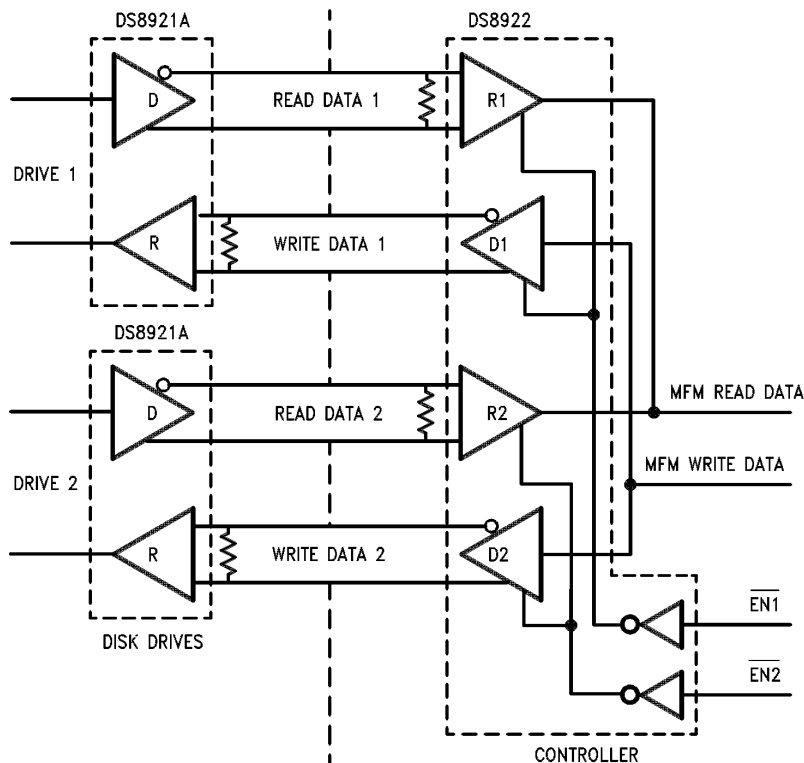 DS8921A
DS8922
D
READ DATA 1
R1
DRIVE 1
R
WRITE DATA 1
D1
DS8921A
D
READ DATA 2
R2
MFM READ DATA
MFM WRITE DATA
DRIVE 2
R
WRITE DATA 2
D2
EN1
DISK DRIVES
EN2
CONTROLLER